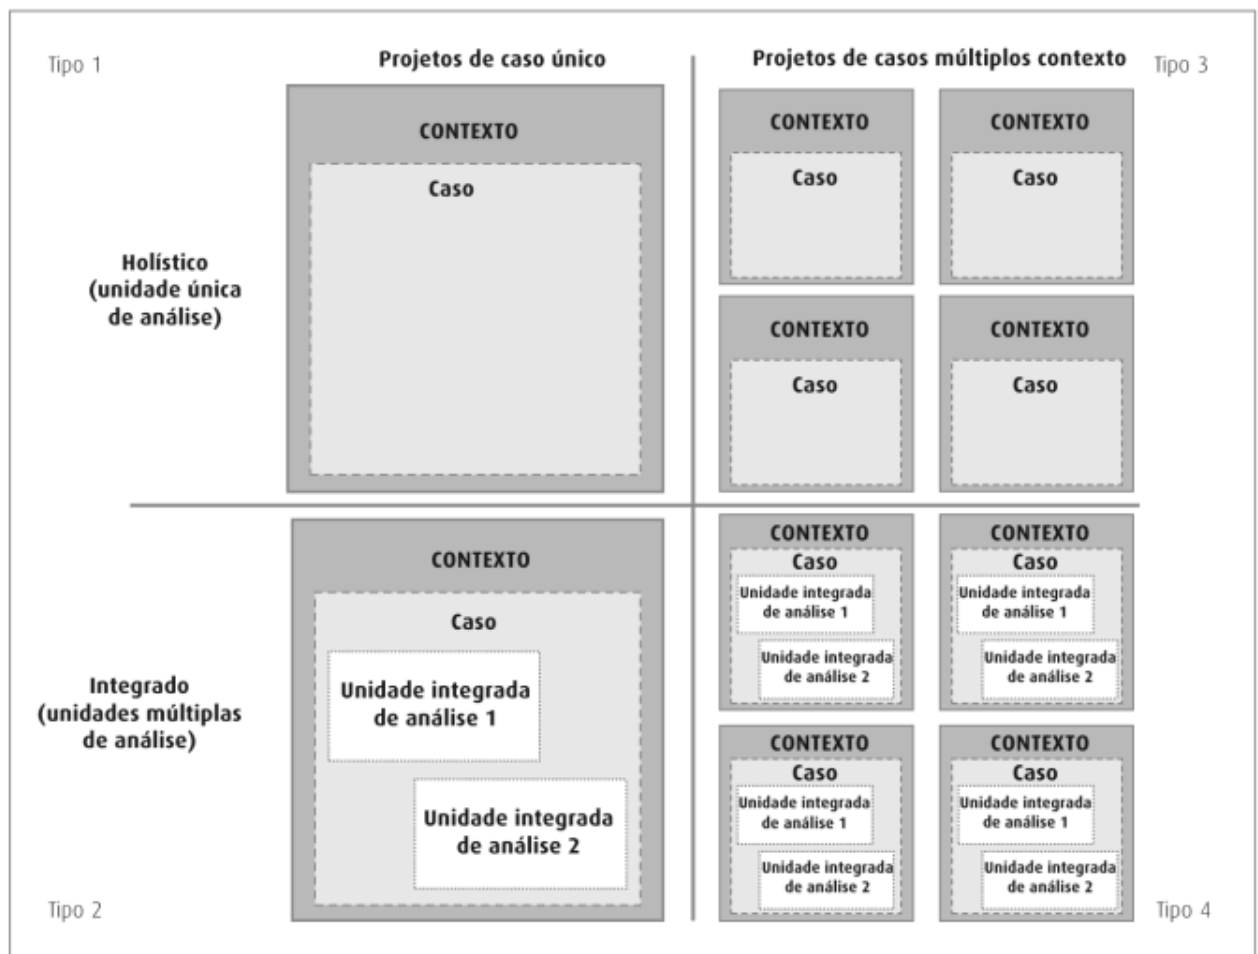 Tipo 1
Projetos de caso único
Projetos de casos múltiplos contexto
Tipo 3
Holístico
(unidade única
de análise)
CONTEXTO
Caso
CONTEXTO
Caso
CONTEXTO
Caso
CONTEXTO
Caso
CONTEXTO
Caso
Integrado
(unidades múltiplas
de análise)
CONTEXTO
Caso
Unidade integrada
de análise 1
Unidade integrada
de análise 2
CONTEXTO
Caso
Unidade integrada
de análise 1
Unidade integrada
de análise 2
CONTEXTO
Caso
Unidade integrada
de análise 1
Unidade integrada
de análise 2
CONTEXTO
Caso
Unidade integrada
de análise 1
Unidade integrada
de análise 2
CONTEXTO
Caso
Unidade integrada
de análise 1
Unidade integrada
de análise 2
Tipo 2
Tipo 4